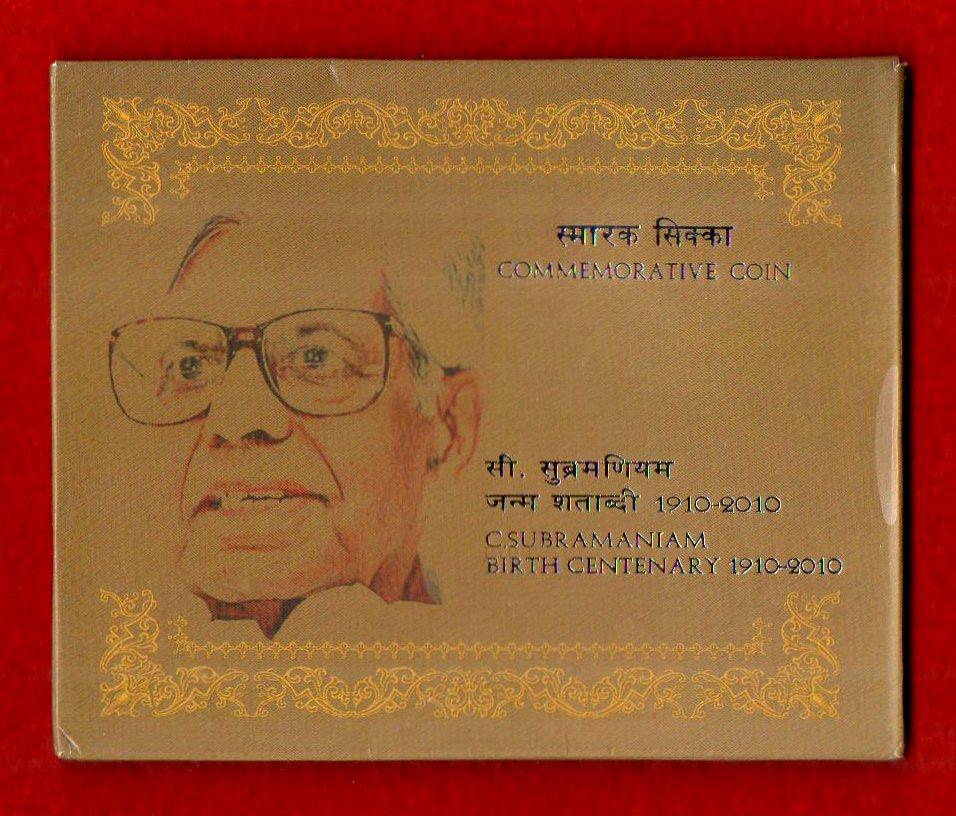 स्मारक सिक्का
COMMEMORATIVE COIN
सी. सुब्रमणियम
जन्म शताब्दी 1910-2010
C.SUBRAMANIAM
BIRTH CENTENARY 1910-2010